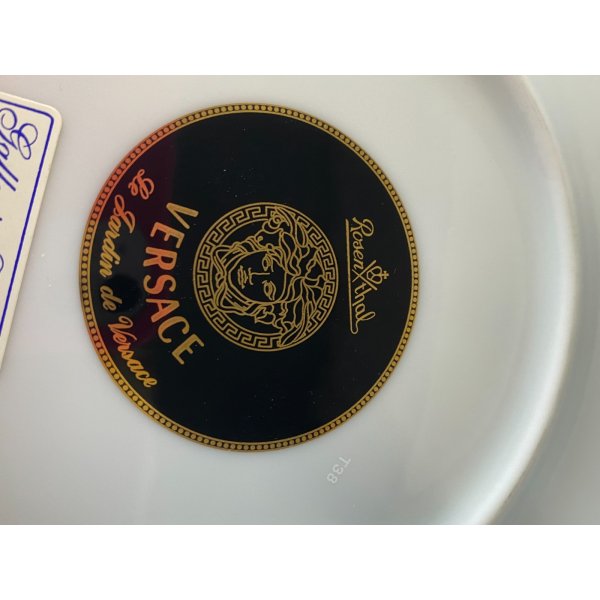 Rosenthal
VERSACE
Le Jardin de Versace
T38